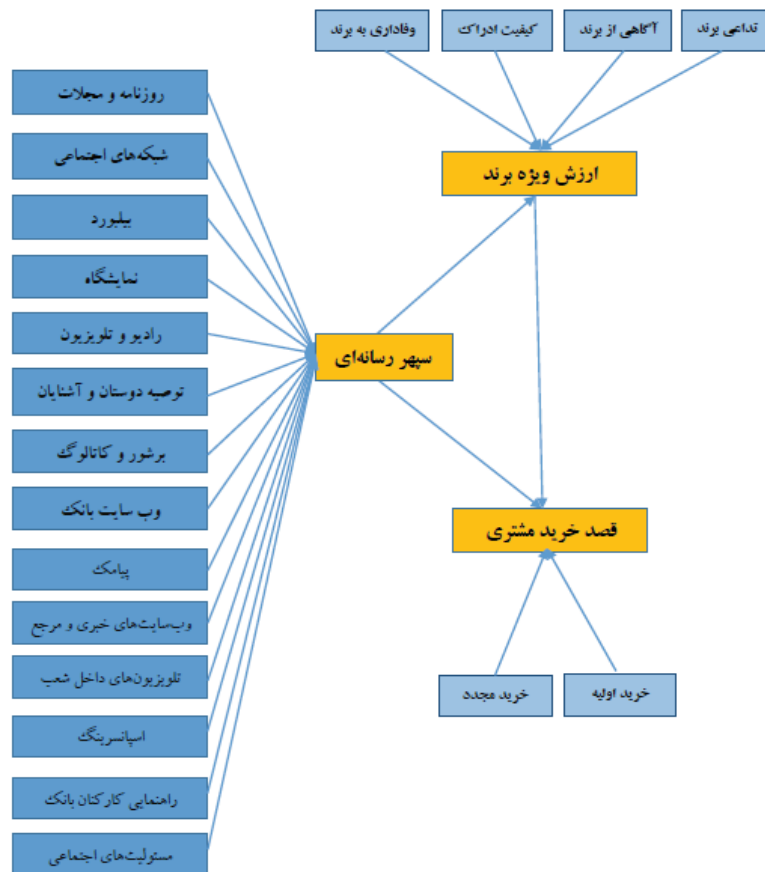 تداعی برند
آگاهی از برند
کیفیت ادراک
وفاداری به برند
ارزش ویژه برند
روزنامه و مجلات
شبکه‌های اجتماعی
بیلبورد
نمایشگاه
رادیو و تلویزیون
سپهر رسانه‌ای
توصیه دوستان و آشنایان
برشور و کاتالوگ
وب سایت بانک
قصد خرید مشتری
پیامک
وب‌سایت‌های خبری و مرجع
تلویزیون‌های داخل شعب
خرید اولیه
خرید مجدد
اسپانسرینگ
راهنمایی کارکنان بانک
مسئولیت‌های اجتماعی